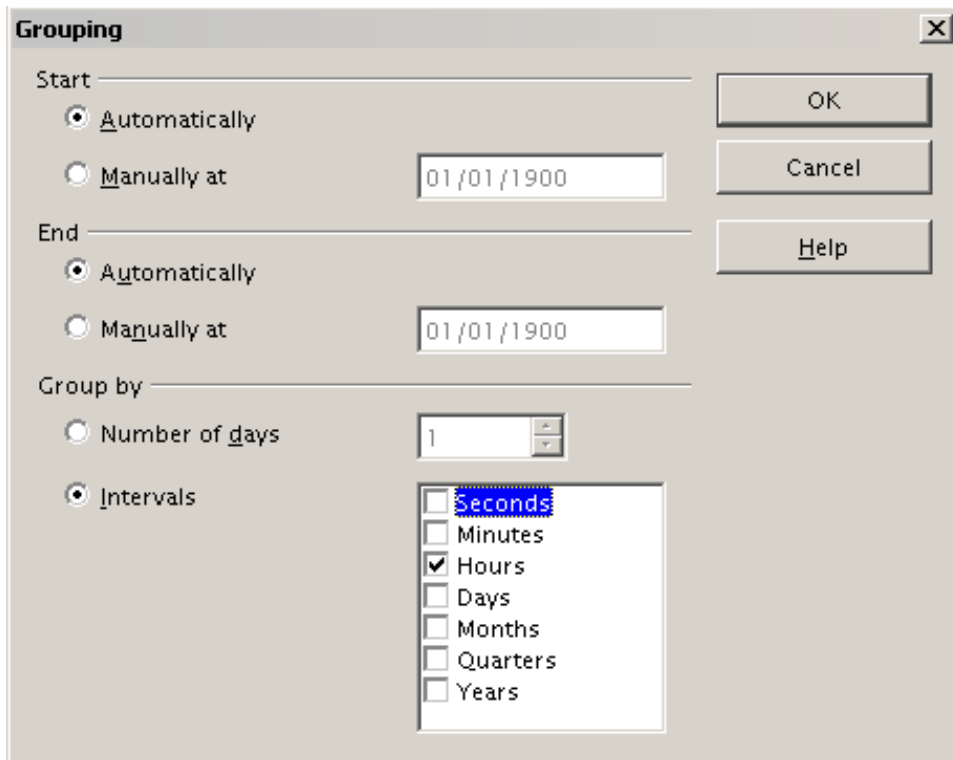 Grouping
Start
Automatically
Manually at 01/01/1900
End
Automatically
Manually at 01/01/1900
Group by
Number of days 1
Intervals
Seconds
Minutes
Hours
Days
Months
Quarters
Years
OK
Cancel
Help